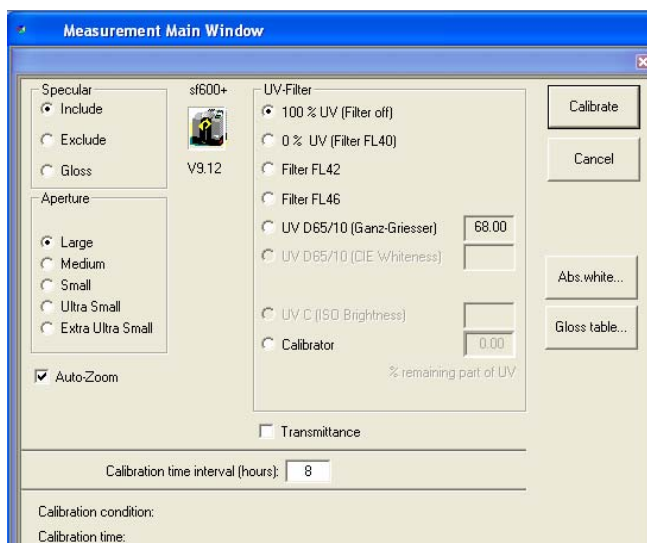 Measurement Main Window
Specular
Include
Exclude
Gloss
sf600+
V9.12
Aperture
Large
Medium
Small
Ultra Small
Extra Ultra Small
Auto-Zoom
UV-Filter
100 % UV (Filter off)
0 % UV (Filter FL40)
Filter FL42
Filter FL46
UV D65/10 (Ganz-Griesser) 68.00
UV D65/10 (CIE Whiteness)
UV C (ISO Brightness)
Calibrator 0.00
% remaining part of UV
Transmittance
Calibrate
Cancel
Abs.white...
Gloss table...
Calibration time interval (hours): 8
Calibration condition:
Calibration time: